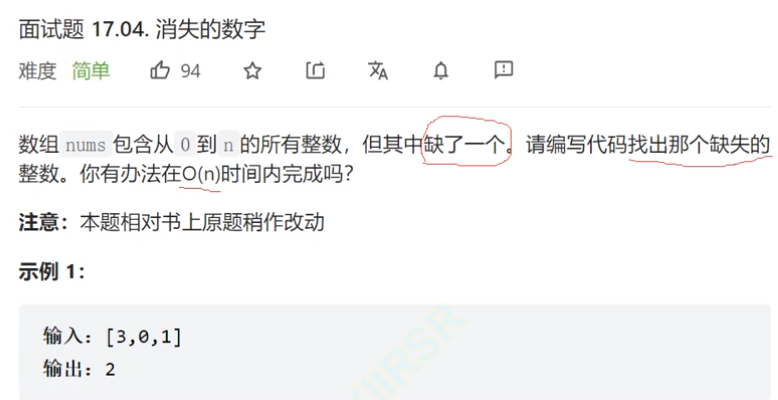 面试题 17.04. 消失的数字
难度 简单 94
数组 nums 包含从 0 到 n 的所有整数，但其中缺了一个。请编写代码找出那个缺失的
整数。你有办法在O(n)时间内完成吗？
注意：本题相对书上原题稍作改动
示例 1：
输入：[3,0,1]
输出：2